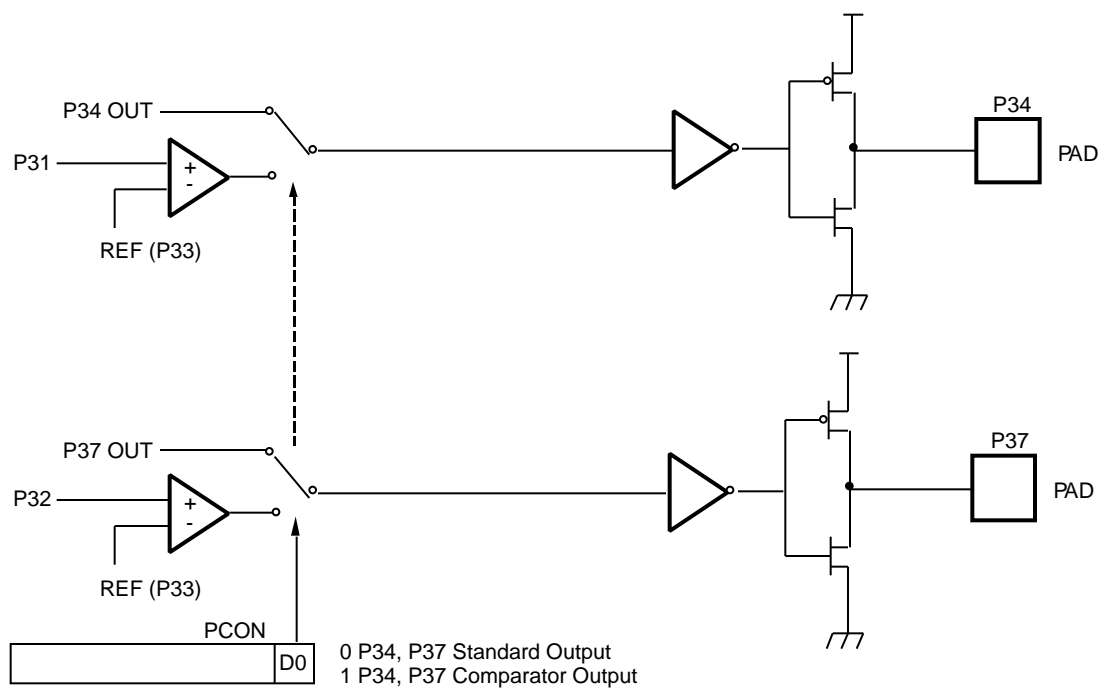 P34 OUT
P31
+
-
REF (P33)
P34
PAD
P37 OUT
P32
+
-
REF (P33)
P37
PAD
PCON
D0
0 P34, P37 Standard Output
1 P34, P37 Comparator Output